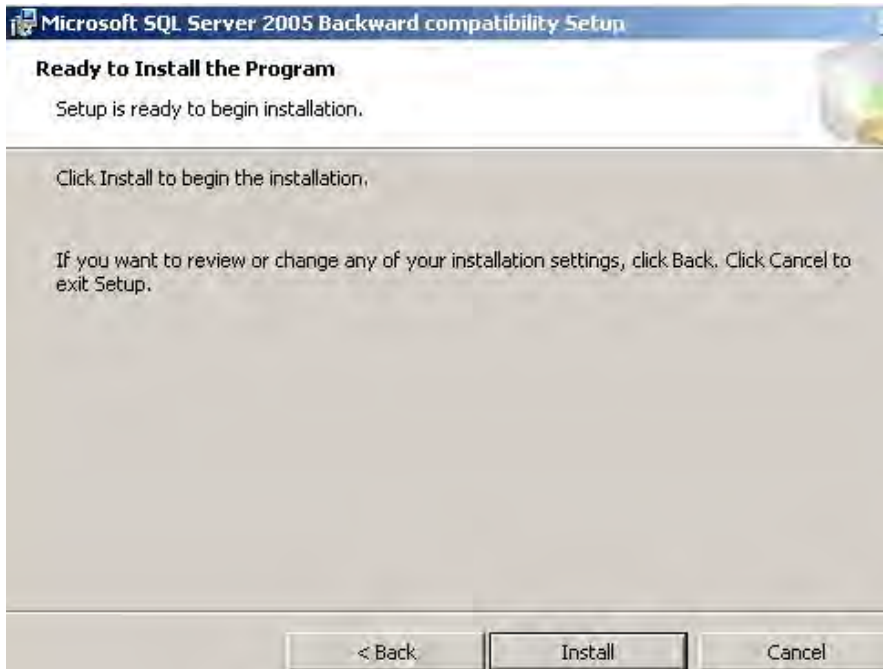 Microsoft SQL Server 2005 Backward compatibility Setup
Ready to Install the Program
Setup is ready to begin installation.
Click Install to begin the installation.
If you want to review or change any of your installation settings, click Back. Click Cancel to
exit Setup.
< Back
Install
Cancel